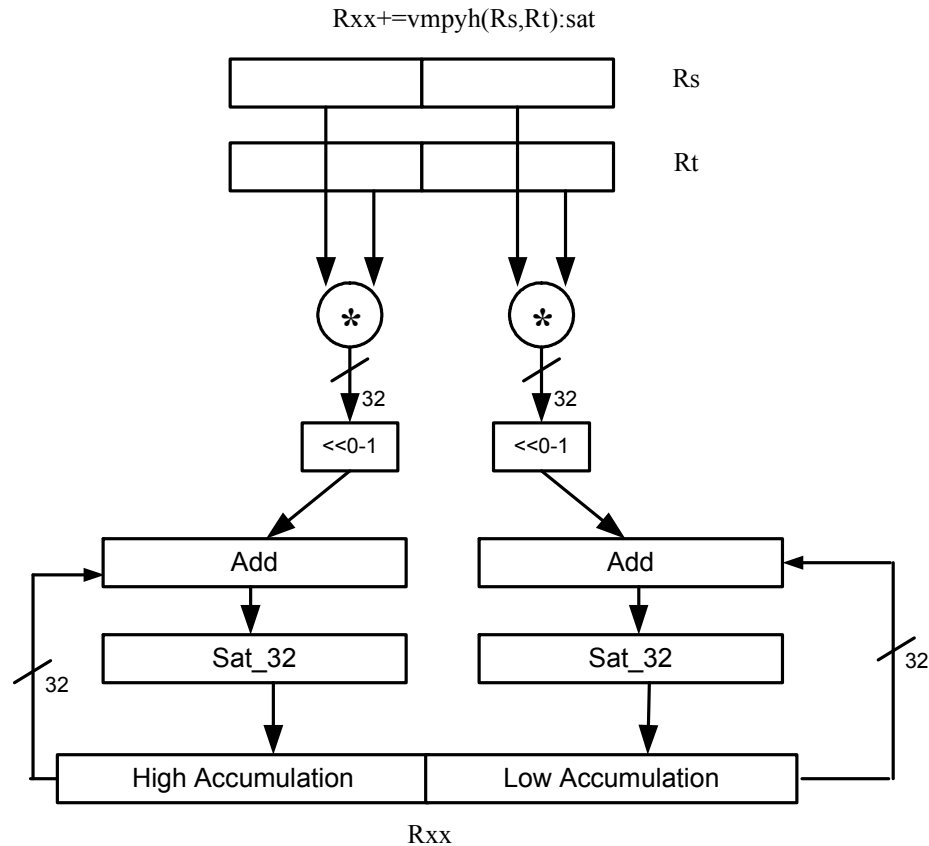 Rxx+=vmpyh(Rs,Rt):sat
Rs
Rt
* *
32 32
<<0-1 <<0-1
Add Add
Sat_32 Sat_32
32 32
High Accumulation Low Accumulation
Rxx